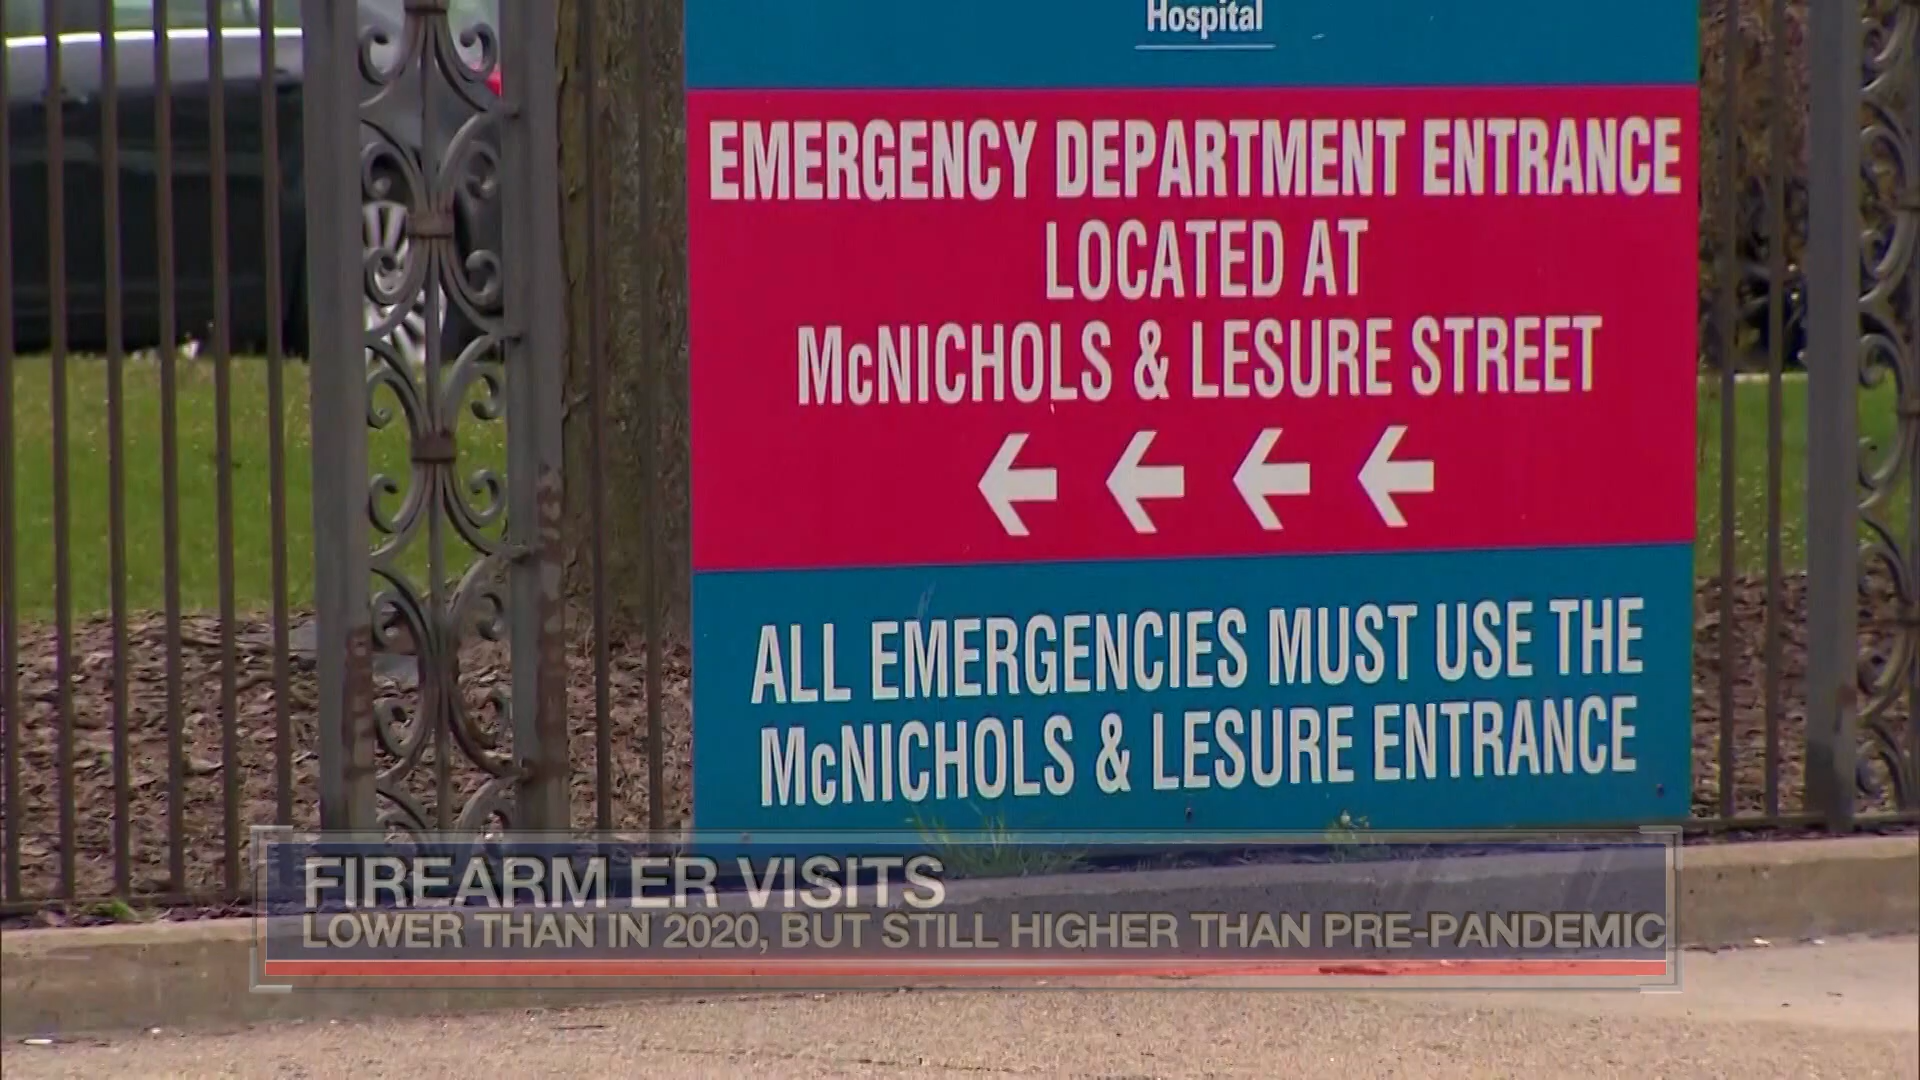 Hospital
EMERGENCY DEPARTMENT ENTRANCE
LOCATED AT
McNICHOLS & LESURE STREET
ALL EMERGENCIES MUST USE THE
McNICHOLS & LESURE ENTRANCE
FIREARM ER VISITS
LOWER THAN IN 2020, BUT STILL HIGHER THAN PRE-PANDEMIC